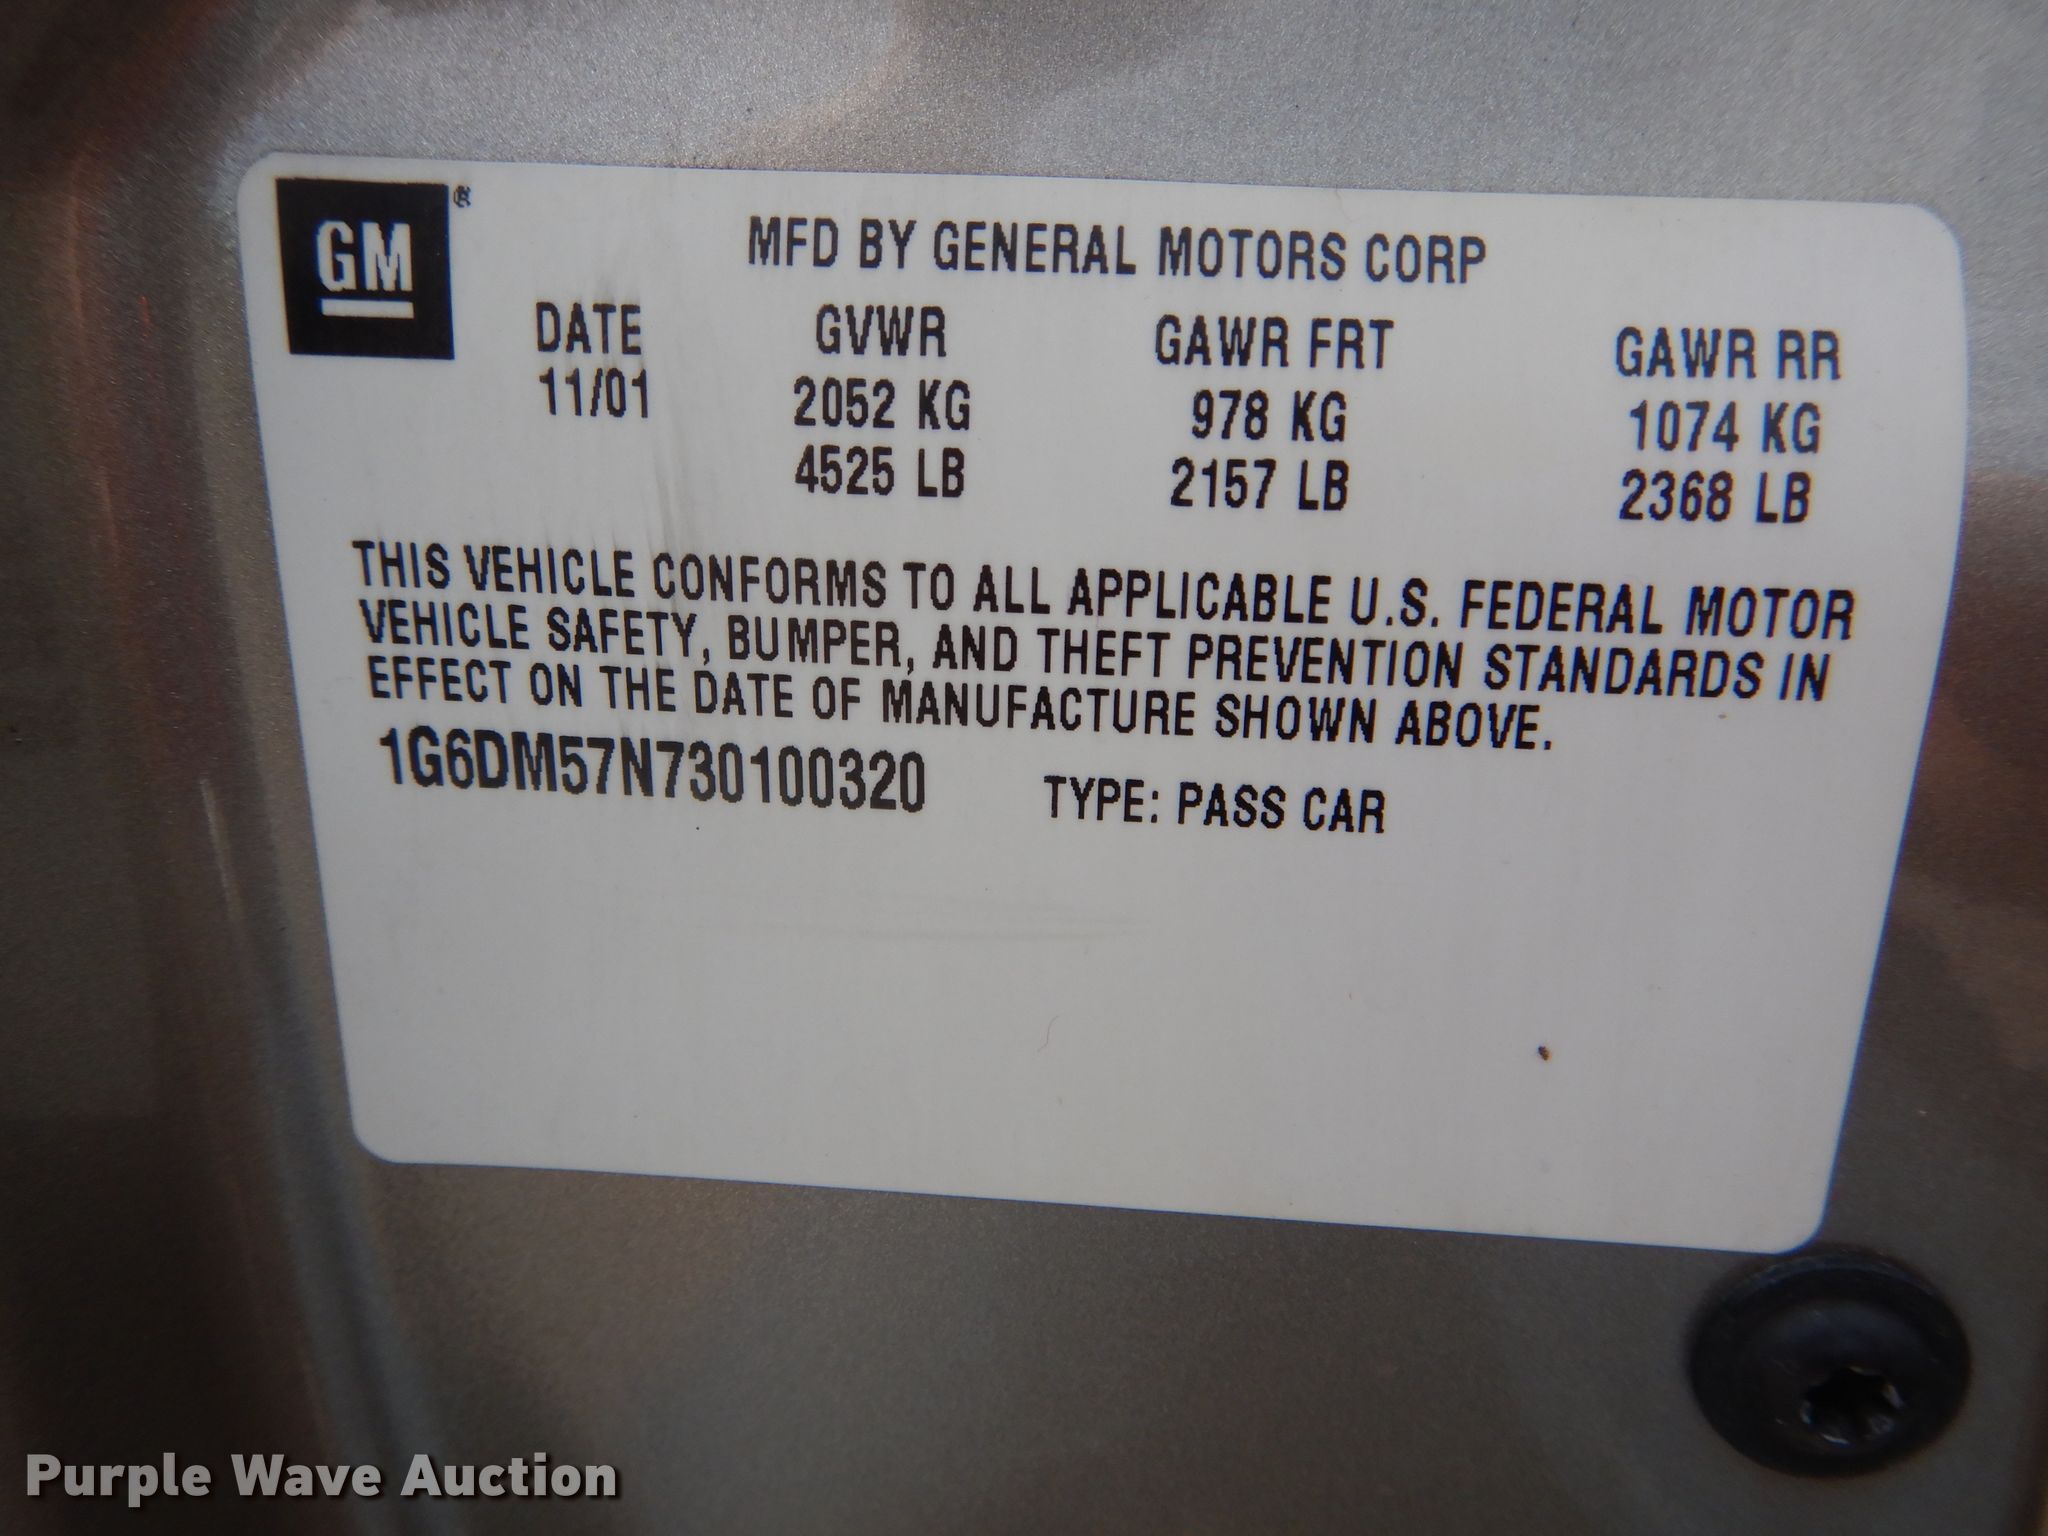 GM®
MFD BY GENERAL MOTORS CORP
DATE GVWR GAWR FRT GAWR RR
11/01 2052 KG 978 KG 1074 KG
4525 LB 2157 LB 2368 LB
THIS VEHICLE CONFORMS TO ALL APPLICABLE U.S. FEDERAL MOTOR
VEHICLE SAFETY, BUMPER, AND THEFT PREVENTION STANDARDS IN
EFFECT ON THE DATE OF MANUFACTURE SHOWN ABOVE.
1G6DM57N730100320 TYPE: PASS CAR
Purple Wave Auction